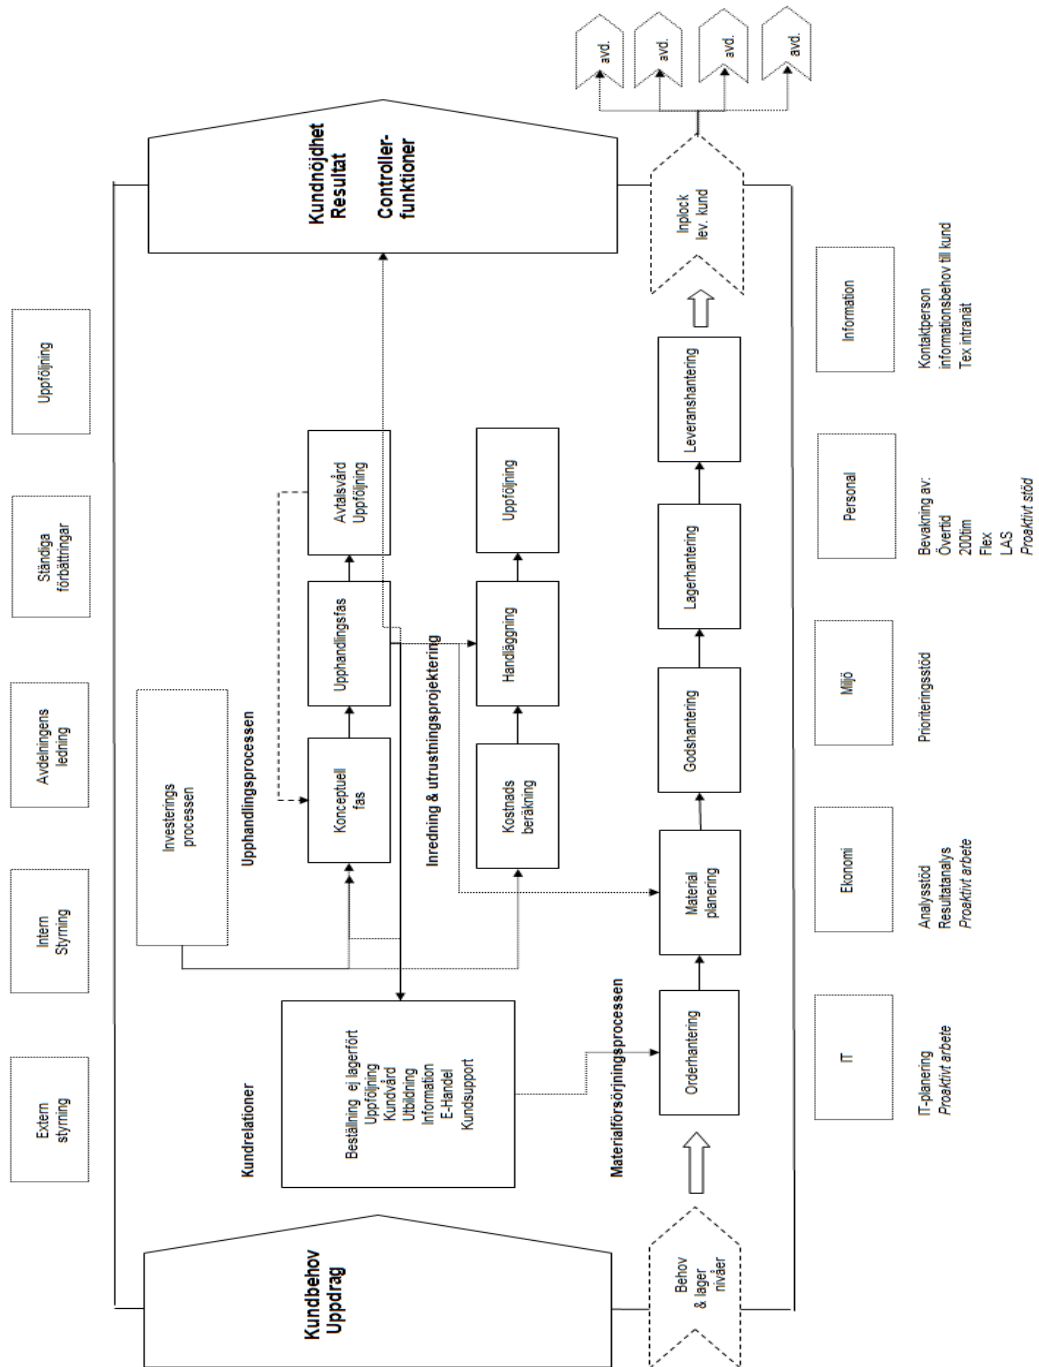 Extern
styrning
Intern
Styrning
Avdelningens
ledning
Ständiga
förbättringar
Uppföljning
Kundbehov
Uppdrag
Investerings
processen
Kundnöjdhet
Resultat
Controller-
funktioner
Kundrelationer
Beställning ej lagerfört
Uppföljning
Kundvård
Utbildning
Information
E-Handel
Kundsupport
Upphandlingsprocessen
Konceptuell
fas
Upphandlingsfas
Avtalsvård
Uppföljning
Inredning & utrustningsprojektering
Kostnads
beräkning
Handläggning
Uppföljning
Materialförsörjningsprocessen
Behov
& lager
nivåer
Orderhantering
Material
planering
Godshantering
Lagerhantering
Leveranshantering
Inplock
lev. kund
avd.
avd.
avd.
avd.
IT
IT-planering
Proaktivt arbete
Ekonomi
Analysstöd
Resultatanalys
Proaktivt arbete
Miljö
Prioriteringsstöd
Personal
Bevakning av:
Övertid
200tim
Flex
LAS
Proaktivt stöd
Information
Kontaktperson
informationsbehov till kund
Tex intranät